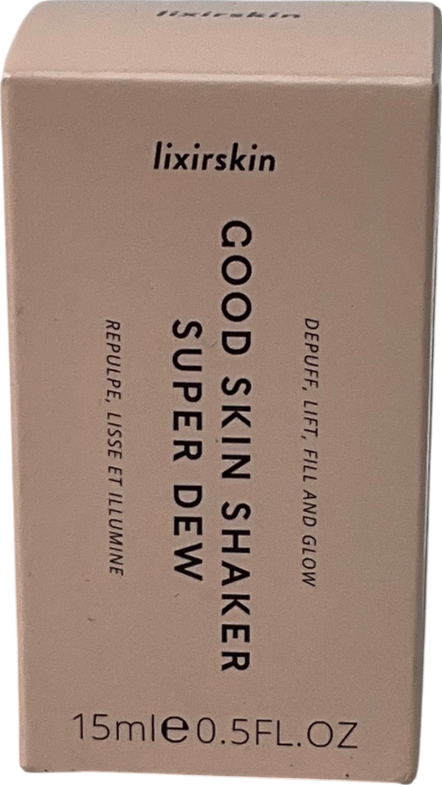 lixirskin
lixirskin
DEPUFF, LIFT, FILL AND GLOW
GOOD SKIN SHAKER
SUPER DEW
REPULPE, LISSE ET ILLUMINE
15ml℮0.5FL.OZ